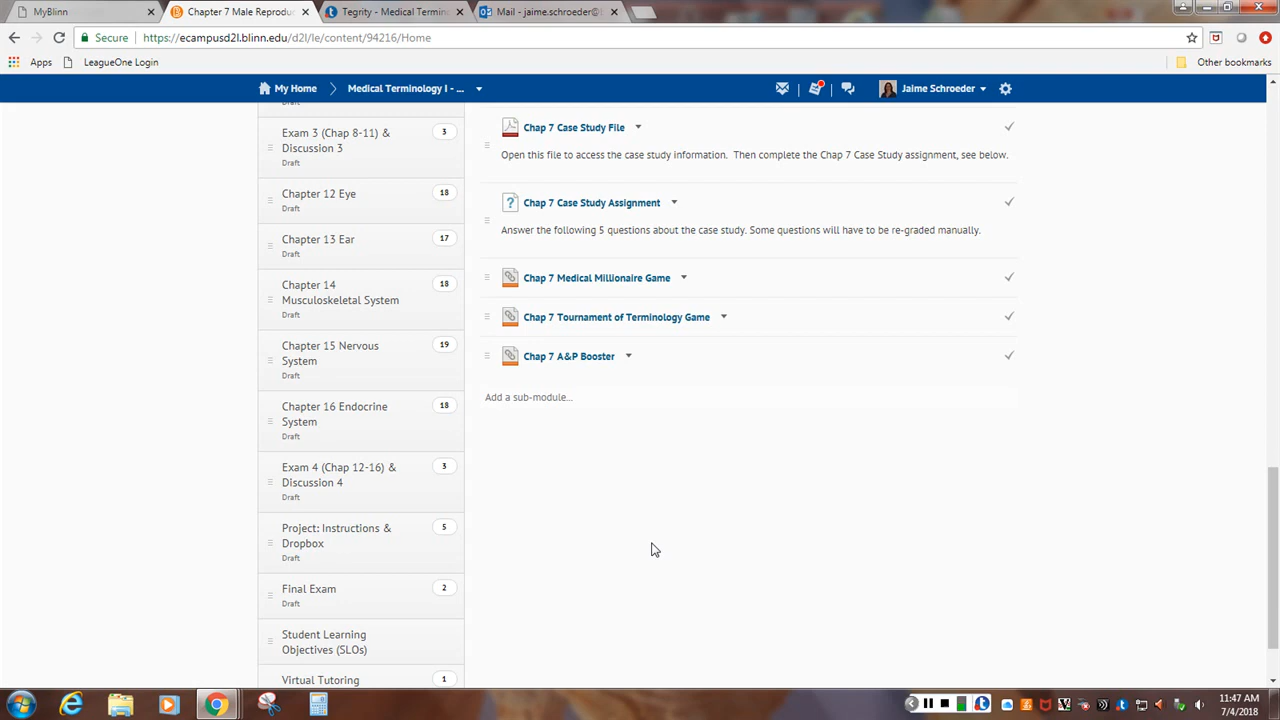 MyBlinn
Chapter 7 Male Reprodu
Tegrity - Medical Termin
Mail - jaime.schroeder@
Secure
https://ecampusd2l.blinn.edu/d2l/le/content/94216/Home
Apps
LeagueOne Login
Other bookmarks
My Home
Medical Terminology I - ...
Jaime Schroeder
Draft
Exam 3 (Chap 8-11) &
Discussion 3
3
Draft
Chapter 12 Eye
18
Draft
Chapter 13 Ear
17
Draft
Chapter 14
Musculoskeletal System
18
Draft
Chapter 15 Nervous
System
19
Draft
Chapter 16 Endocrine
System
18
Draft
Exam 4 (Chap 12-16) &
Discussion 4
3
Draft
Project: Instructions &
Dropbox
5
Draft
Final Exam
2
Draft
Student Learning
Objectives (SLOs)
Virtual Tutoring
1
Chap 7 Case Study File
Open this file to access the case study information. Then complete the Chap 7 Case Study assignment, see below.
Chap 7 Case Study Assignment
Answer the following 5 questions about the case study. Some questions will have to be re-graded manually.
Chap 7 Medical Millionaire Game
Chap 7 Tournament of Terminology Game
Chap 7 A&P Booster
Add a sub-module...
11:47 AM
7/4/2018